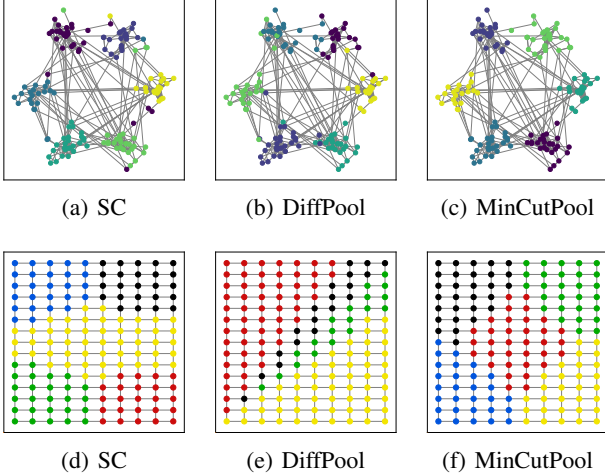 (a) SC
(b) DiffPool
(c) MinCutPool
(d) SC
(e) DiffPool
(f) MinCutPool